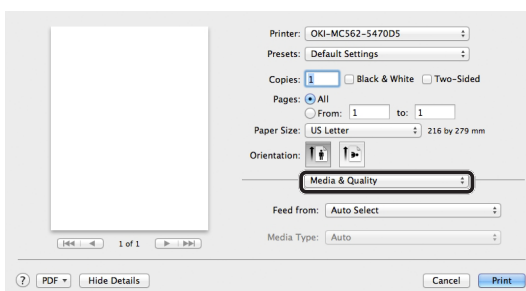 Printer: OKI-MC562-5470D5
Presets: Default Settings
Copies: 1 Black & White Two-Sided
Pages: All
From: 1 to: 1
Paper Size: US Letter 216 by 279 mm
Orientation:
Media & Quality
Feed from: Auto Select
Media Type: Auto
1 of 1
? PDF Hide Details Cancel Print